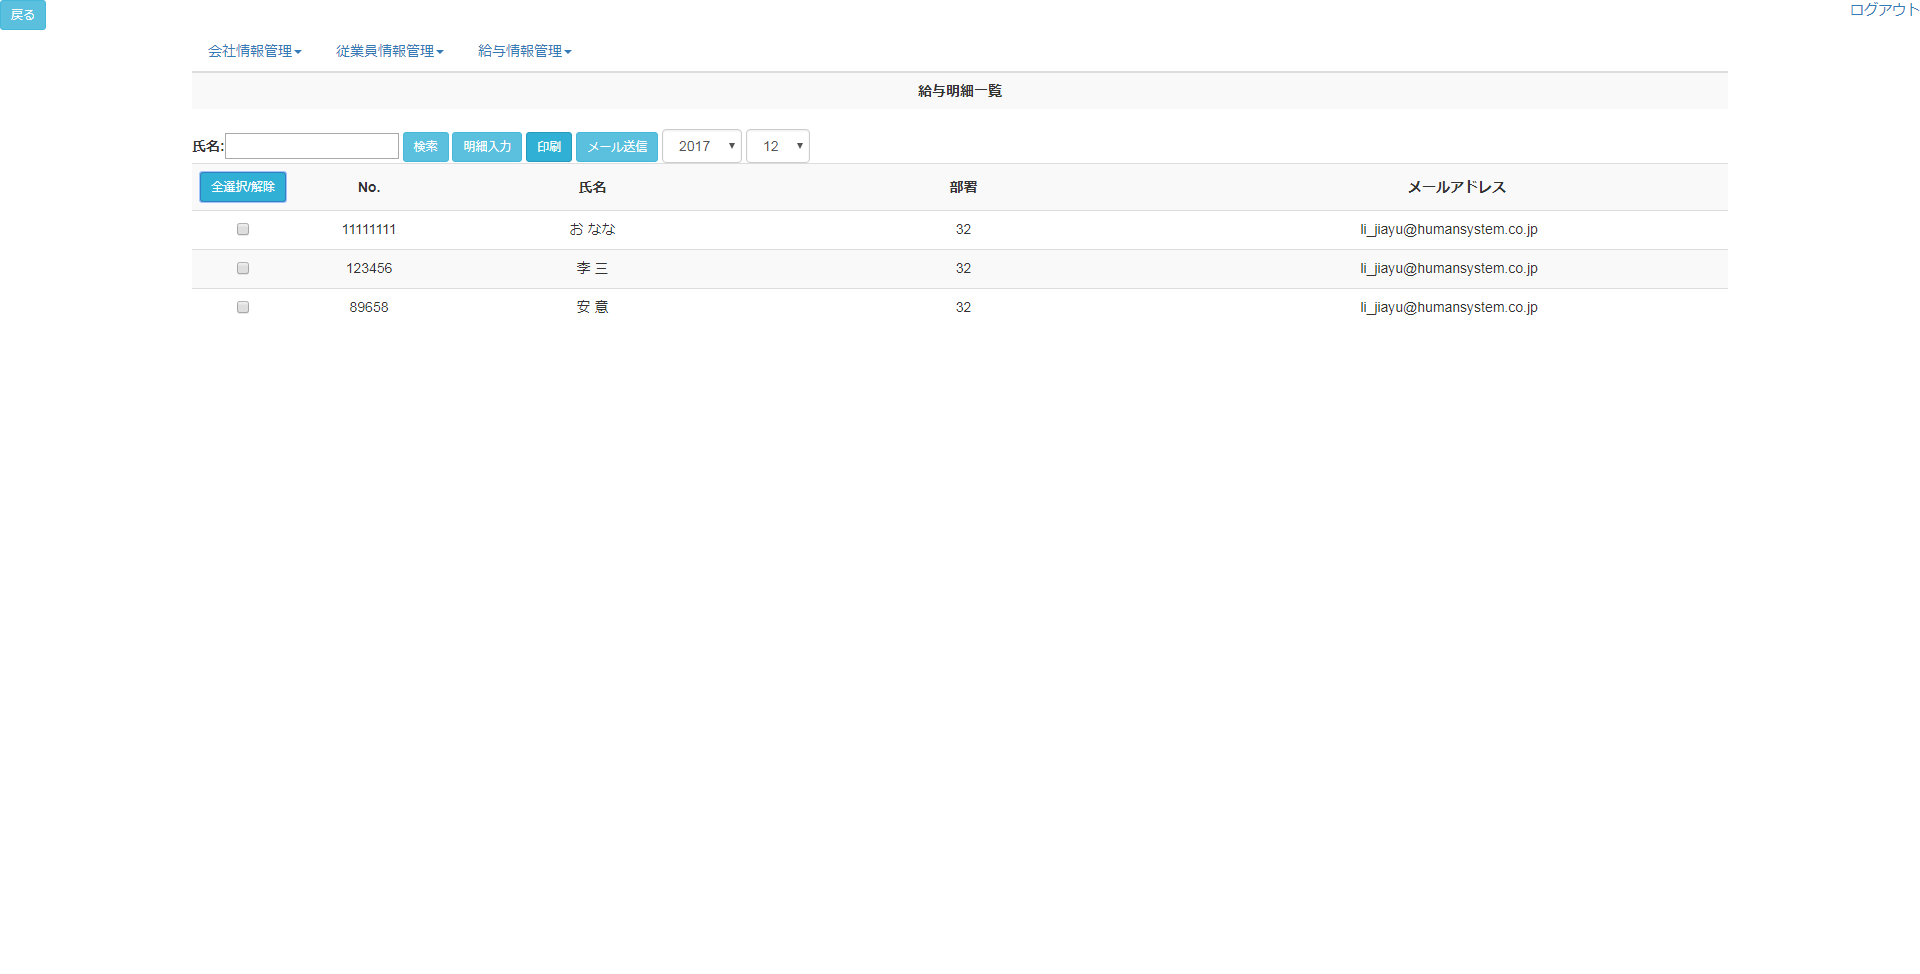 戻る ログアウト
会社情報管理 従業員情報管理 給与情報管理
給与明細一覧
氏名: 検索 明細入力 印刷 メール送信 2017 12
全選択/解除 No. 氏名 部署 メールアドレス
11111111 お なな 32 li_jiayu@humansystem.co.jp
123456 李 三 32 li_jiayu@humansystem.co.jp
89658 安 意 32 li_jiayu@humansystem.co.jp